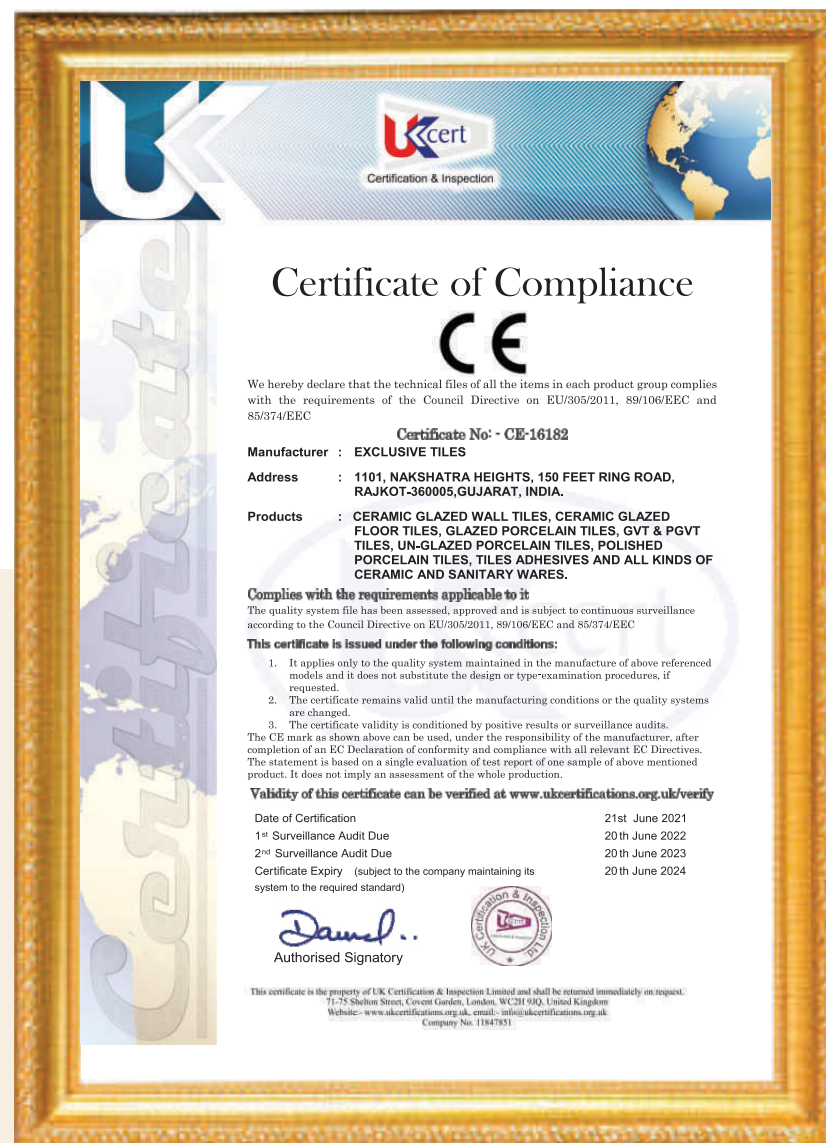 UK
UKcert
Certification & Inspection
Certificate
Certificate of Compliance
CE
We hereby declare that the technical files of all the items in each product group complies
with the requirements of the Council Directive on EU/305/2011, 89/106/EEC and
85/374/EEC
Certificate No: - CE-16182
Manufacturer : EXCLUSIVE TILES
Address : 1101, NAKSHATRA HEIGHTS, 150 FEET RING ROAD,
RAJKOT-360005,GUJARAT, INDIA.
Products : CERAMIC GLAZED WALL TILES, CERAMIC GLAZED
FLOOR TILES, GLAZED PORCELAIN TILES, GVT & PGVT
TILES, UN-GLAZED PORCELAIN TILES, POLISHED
PORCELAIN TILES, TILES ADHESIVES AND ALL KINDS OF
CERAMIC AND SANITARY WARES.
Complies with the requirements applicable to it
The quality system file has been assessed, approved and is subject to continuous surveillance
according to the Council Directive on EU/305/2011, 89/106/EEC and 85/374/EEC
This certificate is issued under the following conditions:
1. It applies only to the quality system maintained in the manufacture of above referenced
models and it does not substitute the design or type-examination procedures, if
requested.
2. The certificate remains valid until the manufacturing conditions or the quality systems
are changed.
3. The certificate validity is conditioned by positive results or surveillance audits.
The CE mark as shown above can be used, under the responsibility of the manufacturer, after
completion of an EC Declaration of conformity and compliance with all relevant EC Directives.
The statement is based on a single evaluation of test report of one sample of above mentioned
product. It does not imply an assessment of the whole production.
Validity of this certificate can be verified at www.ukcertifications.org.uk/verify
Date of Certification 21st June 2021
1st Surveillance Audit Due 20th June 2022
2nd Surveillance Audit Due 20th June 2023
Certificate Expiry (subject to the company maintaining its 20th June 2024
system to the required standard)
UK Certification & Inspection Ltd.
Authorised Signatory
This certificate is the property of UK Certification & Inspection Limited and shall be returned immediately on request.
71-75 Shelton Street, Covent Garden, London, WC2H 9JQ, United Kingdom
Website:- www.ukcertifications.org.uk, email:- info@ukcertifications.org.uk
Company No. 11847851